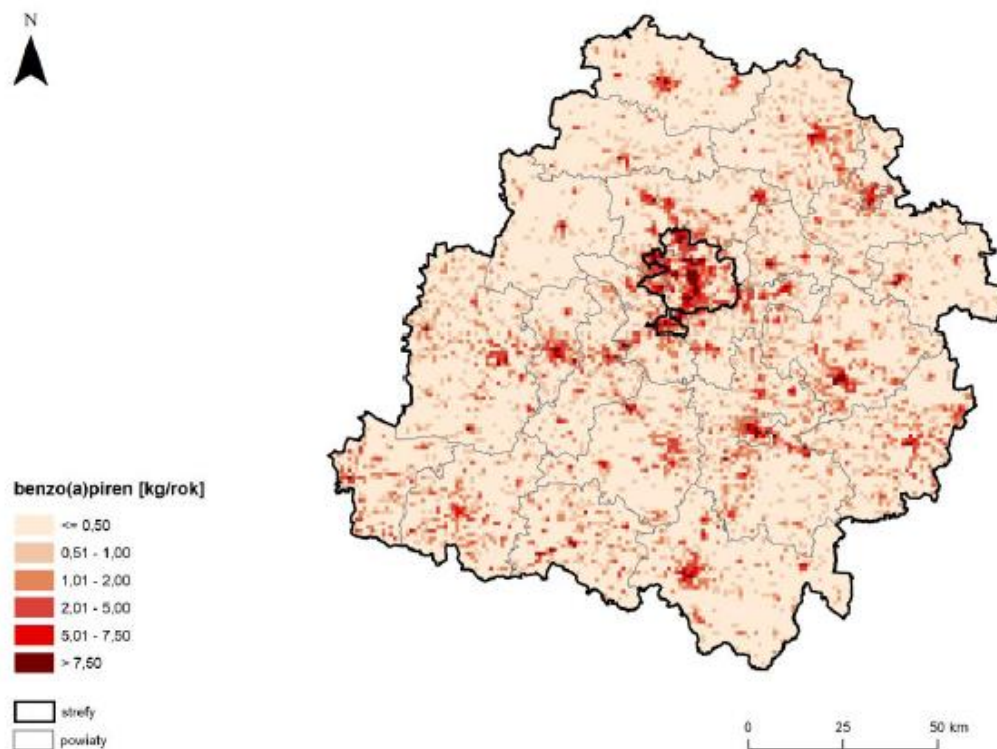 N
benzo(a)piren [kg/rok]
<= 0,50
0,51 - 1,00
1,01 - 2,00
2,01 - 5,00
5,01 - 7,50
> 7,50
strefy
powiaty
0 25 50 km